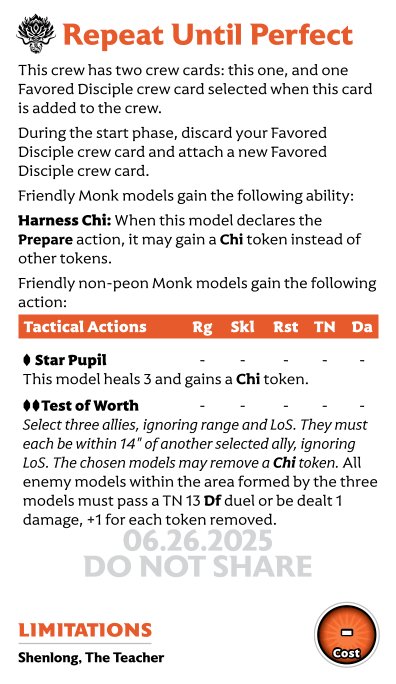 Repeat Until Perfect
This crew has two crew cards: this one, and one
Favored Disciple crew card selected when this card
is added to the crew.
During the start phase, discard your Favored
Disciple crew card and attach a new Favored
Disciple crew card.
Friendly Monk models gain the following ability:
Harness Chi: When this model declares the
Prepare action, it may gain a Chi token instead of
other tokens.
Friendly non-peon Monk models gain the following
action:
Tactical Actions Rg Skl Rst TN Da
Star Pupil - - - - -
This model heals 3 and gains a Chi token.
Test of Worth - - - - -
Select three allies, ignoring range and LoS. They must
each be within 14" of another selected ally, ignoring
LoS. The chosen models may remove a Chi token. All
enemy models within the area formed by the three
models must pass a TN 13 Df duel or be dealt 1
damage, +1 for each token removed.
06.26.2025
DO NOT SHARE
LIMITATIONS
Shenlong, The Teacher
-
Cost